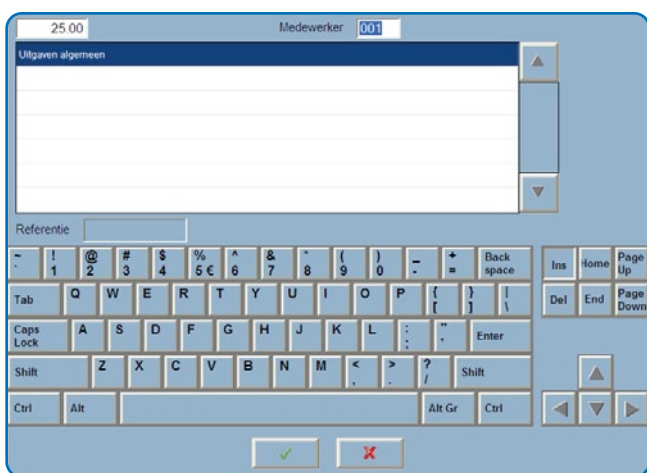 25.00 Medewerker 001
Uitgaven algemeen
Referentie
~ ! @ # $ % ^ & * ( ) _ + Back
` 1 2 3 4 5 € 6 7 8 9 0 - = space
Ins Home Page Up
Tab Q W E R T Y U I O P { } |
[ ] \
Del End Page Down
Caps Lock A S D F G H J K L : " Enter
; '
Shift Z X C V B N M < > ? Shift
, . /
Ctrl Alt Alt Gr Ctrl